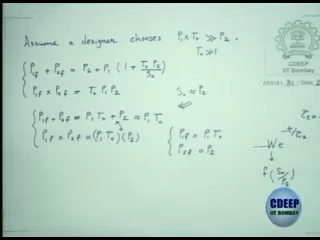 Assume a designer chooses P₁ × T₀ >> P₂ .
T₀ >> 1
P₁f + P₂f = P₂ + P₁ (1 + T₀ P₂ / S₀)
P₁f × P₂f = T₀ P₁ P₂
S₀ ≈ P₂
P₁f + P₂f = P₁ T₀ + P₂ ≈ P₁ T₀
P₁f × P₂f = (P₁ T₀) (P₂)
P₁f = P₁ T₀
P₂f = P₂
We
f (S₀ / P₂)
CDEEP
IIT BOMBAY
CDEEP
IIT BOMBAY